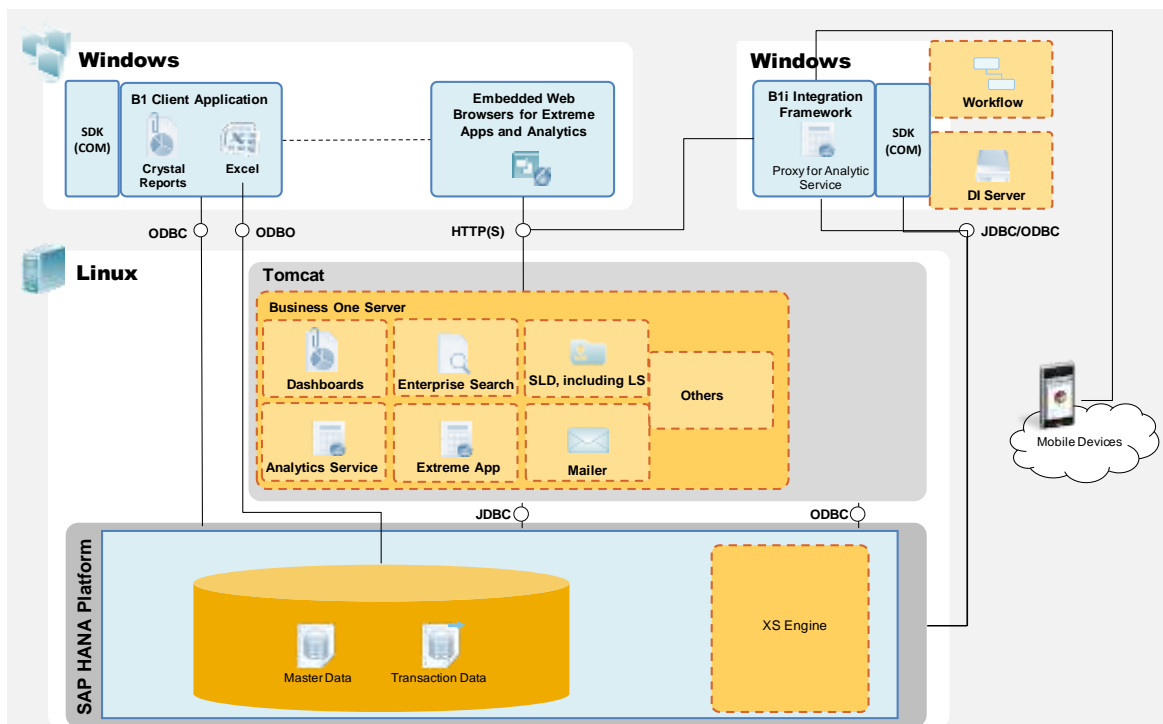 Windows
SDK
(COM)
B1 Client Application
Crystal
Reports
Excel
Embedded Web
Browsers for Extreme
Apps and Analytics
Windows
B1i Integration
Framework
Proxy for Analytic
Service
SDK
(COM)
Workflow
DI Server
ODBC
ODBO
HTTP(S)
JDBC/ODBC
Linux
Tomcat
Business One Server
Dashboards
Enterprise Search
SLD, including LS
Others
Analytics Service
Extreme App
Mailer
Mobile Devices
JDBC
ODBC
SAP HANA Platform
Master Data
Transaction Data
XS Engine